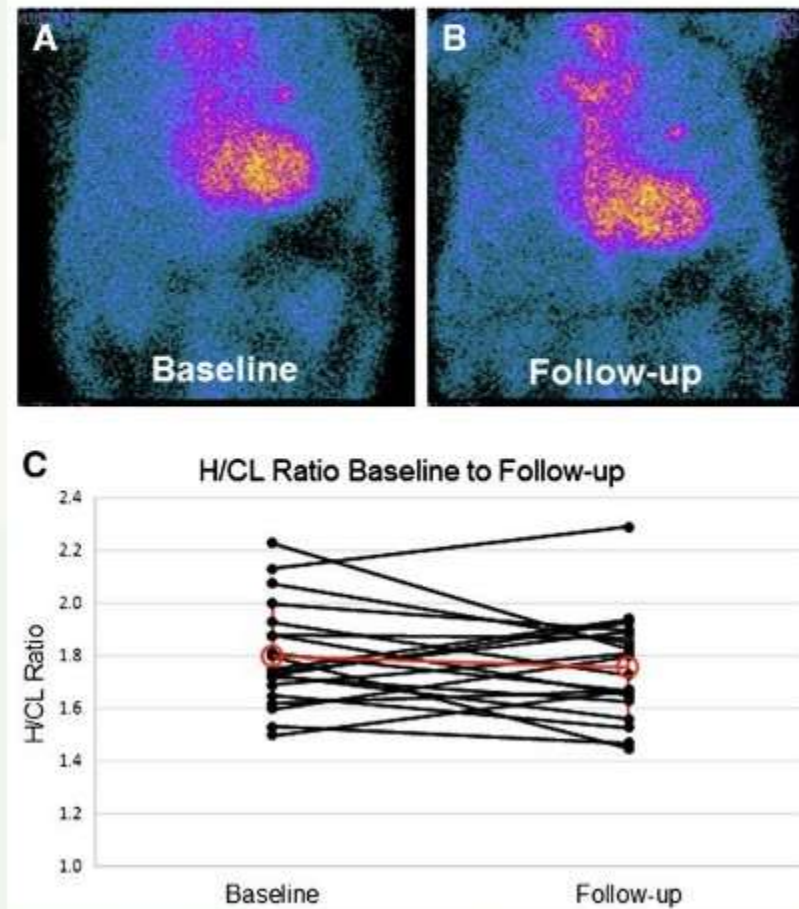 A
B
Baseline
Follow-up
C
H/CL Ratio Baseline to Follow-up
2.4
2.2
2.0
1.8
1.6
1.4
1.2
1.0
H/CL Ratio
Baseline
Follow-up